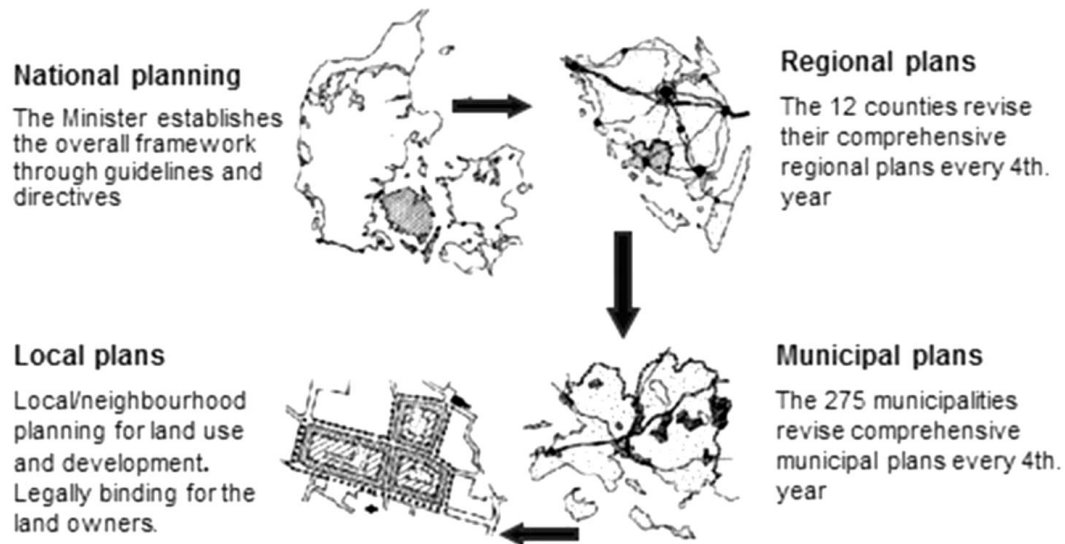 National planning
The Minister establishes
the overall framework
through guidelines and
directives
Regional plans
The 12 counties revise
their comprehensive
regional plans every 4th.
year
Local plans
Local/neighbourhood
planning for land use
and development.
Legally binding for the
land owners.
Municipal plans
The 275 municipalities
revise comprehensive
municipal plans every 4th.
year